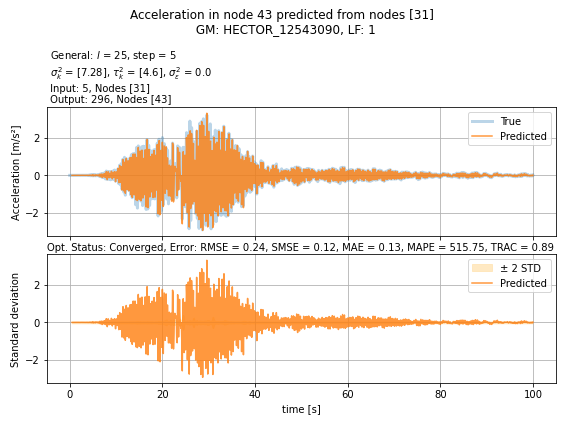 Acceleration in node 43 predicted from nodes [31]
GM: HECTOR_12543090, LF: 1
General: l = 25, step = 5
σ²ₖ = [7.28], τ²ₖ = [4.6], σ²ε = 0.0
Input: 5, Nodes [31]
Output: 296, Nodes [43]
True
Predicted
Acceleration [m/s²]
2
0
−2
Opt. Status: Converged, Error: RMSE = 0.24, SMSE = 0.12, MAE = 0.13, MAPE = 515.75, TRAC = 0.89
± 2 STD
Predicted
Standard deviation
2
0
−2
0 20 40 60 80 100
time [s]